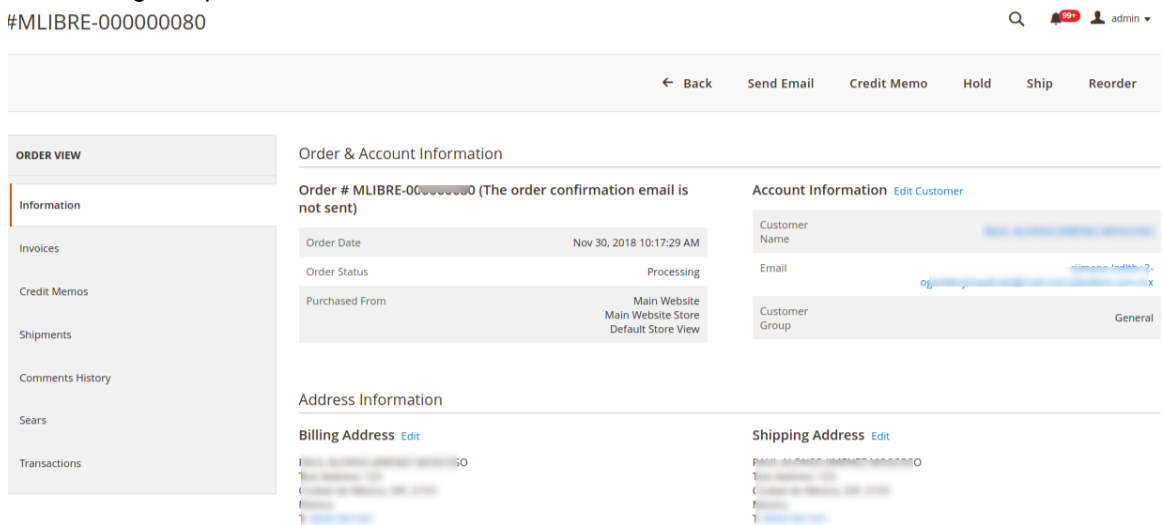 #MLIBRE-000000080
99+
admin
Back
Send Email
Credit Memo
Hold
Ship
Reorder
ORDER VIEW
Information
Invoices
Credit Memos
Shipments
Comments History
Sears
Transactions
Order & Account Information
Order # MLIBRE- (The order confirmation email is
not sent)
Order Date Nov 30, 2018 10:17:29 AM
Order Status Processing
Purchased From Main Website
Main Website Store
Default Store View
Account Information Edit Customer
Customer
Name
Email
Customer
Group General
Address Information
Billing Address Edit
Shipping Address Edit